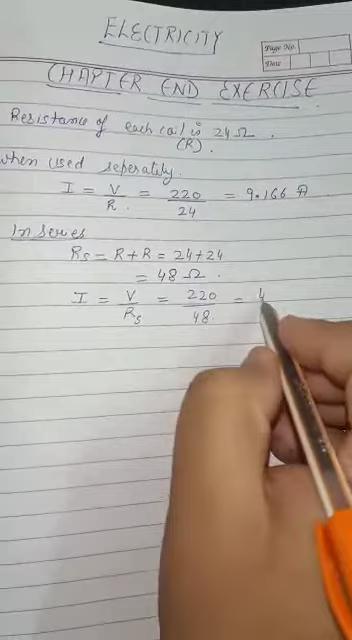 ELECTRICITY
Page No.
Date
CHAPTER END EXERCISE
Resistance of each coil is 24 Ω.
(R).
when used seperatily.
I = V/R. = 220/24 = 9.166 A
In Series
Rs = R + R = 24 + 24
= 48 Ω.
I = V/Rs = 220/48. = 4